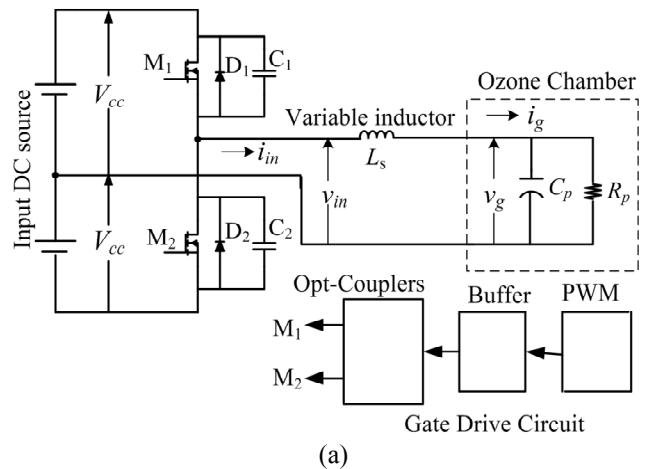 Input DC source
V_cc
V_cc
M_1
D_1
C_1
M_2
D_2
C_2
i_in
Variable inductor
L_s
v_in
Ozone Chamber
i_g
v_g
C_p
R_p
Opt-Couplers
Buffer
PWM
M_1
M_2
Gate Drive Circuit
(a)